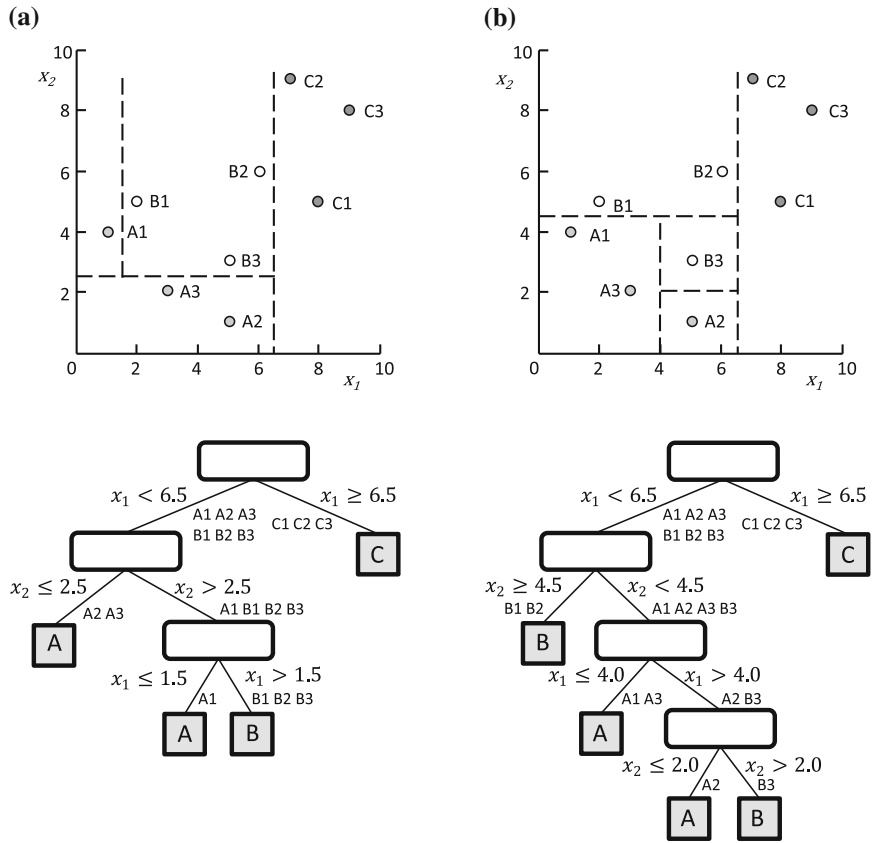 (a)
10
x₂
C2
C3
8
6
B2
B1
C1
4
A1
B3
2
A3
A2
0
2
4
6
8
10
x₁
(b)
10
x₂
C2
C3
8
6
B2
B1
C1
4
A1
B3
2
A3
A2
0
2
4
6
8
10
x₁
x₁ < 6.5
x₁ ≥ 6.5
A1 A2 A3
B1 B2 B3
C1 C2 C3
C
x₂ ≤ 2.5
x₂ > 2.5
A2 A3
A1 B1 B2 B3
A
x₁ ≤ 1.5
x₁ > 1.5
A1
B1 B2 B3
A
B
x₁ < 6.5
x₁ ≥ 6.5
A1 A2 A3
B1 B2 B3
C1 C2 C3
C
x₂ ≥ 4.5
x₂ < 4.5
B1 B2
A1 A2 A3 B3
B
x₁ ≤ 4.0
x₁ > 4.0
A1 A3
A2 B3
A
x₂ ≤ 2.0
x₂ > 2.0
A2
B3
A
B